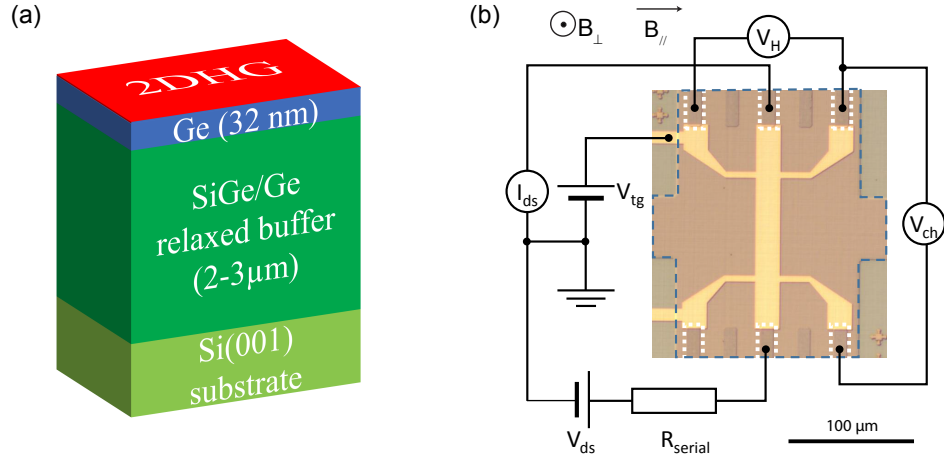 (a)
2DHG
Ge (32 nm)
SiGe/Ge
relaxed buffer
(2-3µm)
Si(001)
substrate
(b)
B⊥
B//
VH
Ids
Vtg
Vch
Vds
Rserial
100 µm